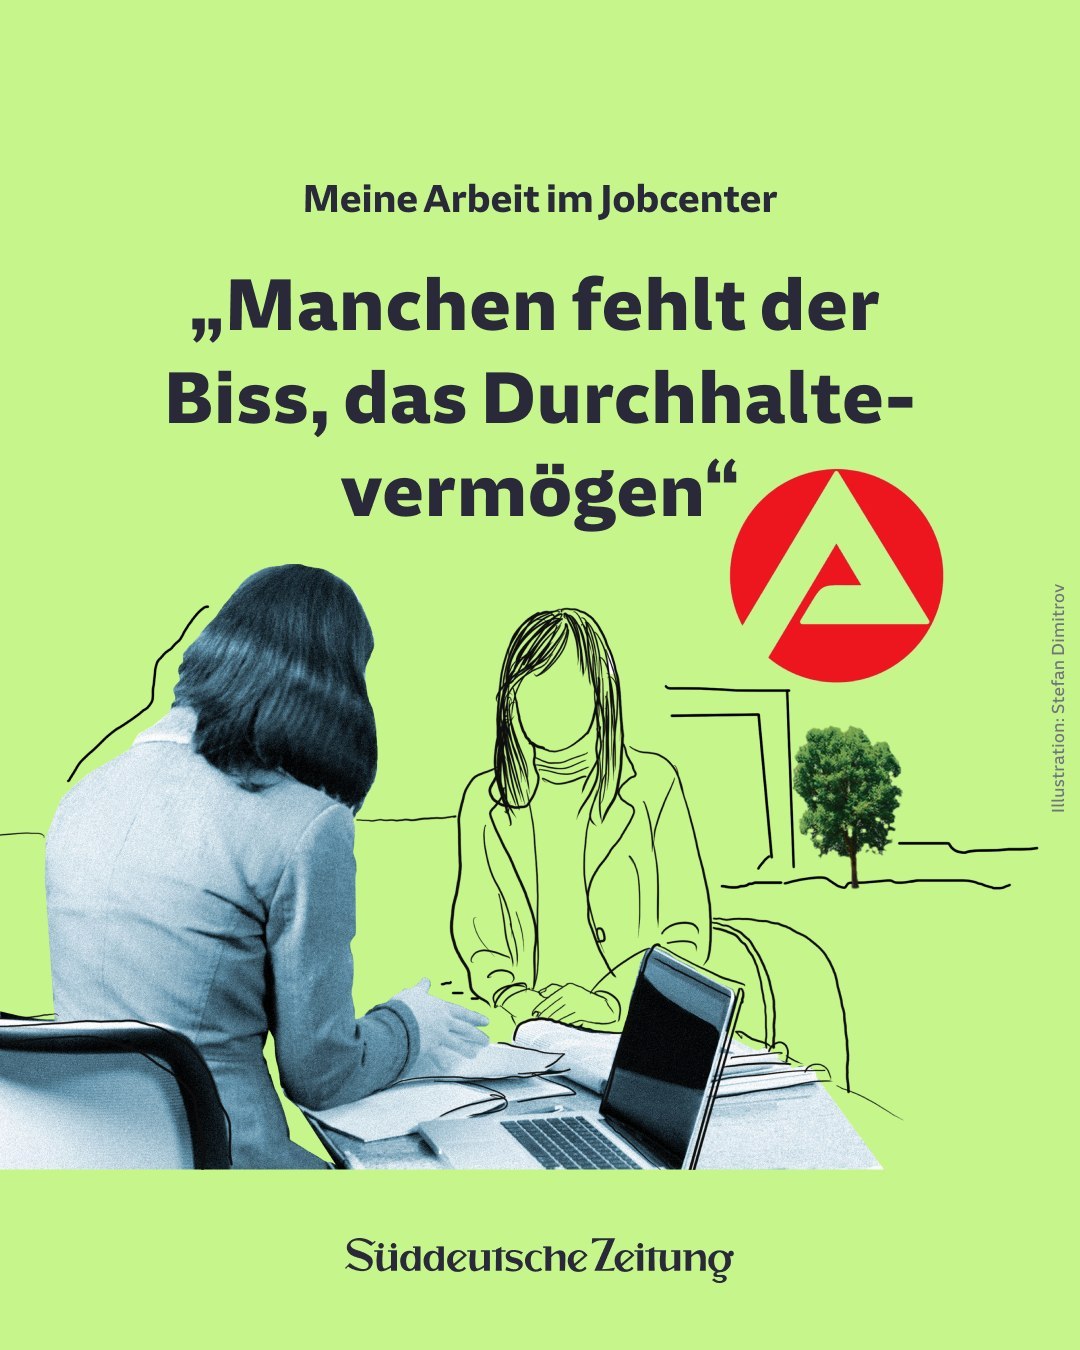 Meine Arbeit im Jobcenter
„Manchen fehlt der
Biss, das Durchhalte-
vermögen“
Illustration: Stefan Dimitrov
Süddeutsche Zeitung